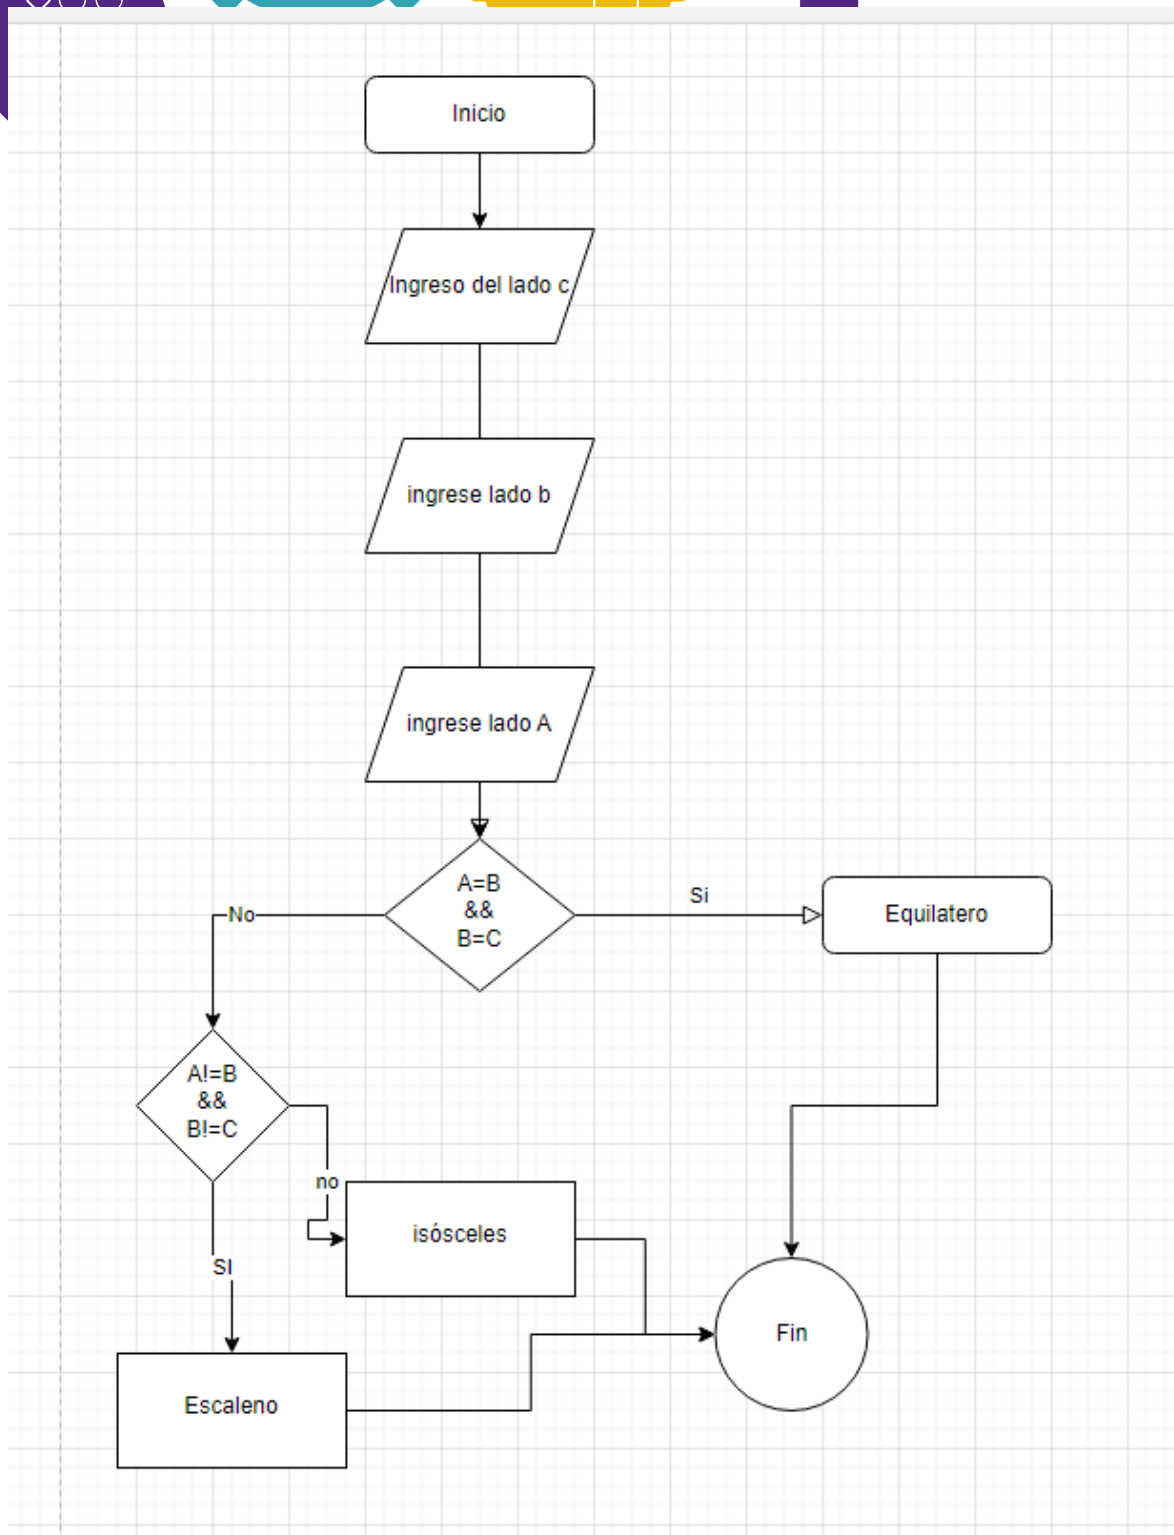 Inicio
Ingreso del lado c
ingrese lado b
ingrese lado A
A=B
&&
B=C
Si
Equilatero
No
A!=B
&&
B!=C
no
isósceles
SI
Escaleno
Fin